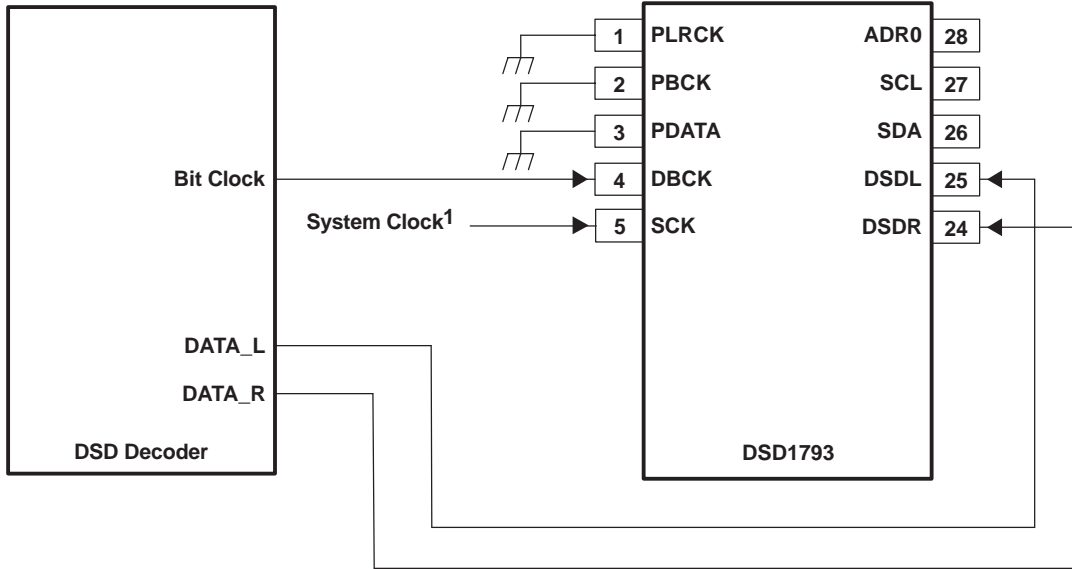 1 PLRCK ADR0 28
2 PBCK SCL 27
3 PDATA SDA 26
Bit Clock 4 DBCK DSDL 25
System Clock1 5 SCK DSDR 24
DATA_L
DATA_R
DSD Decoder DSD1793